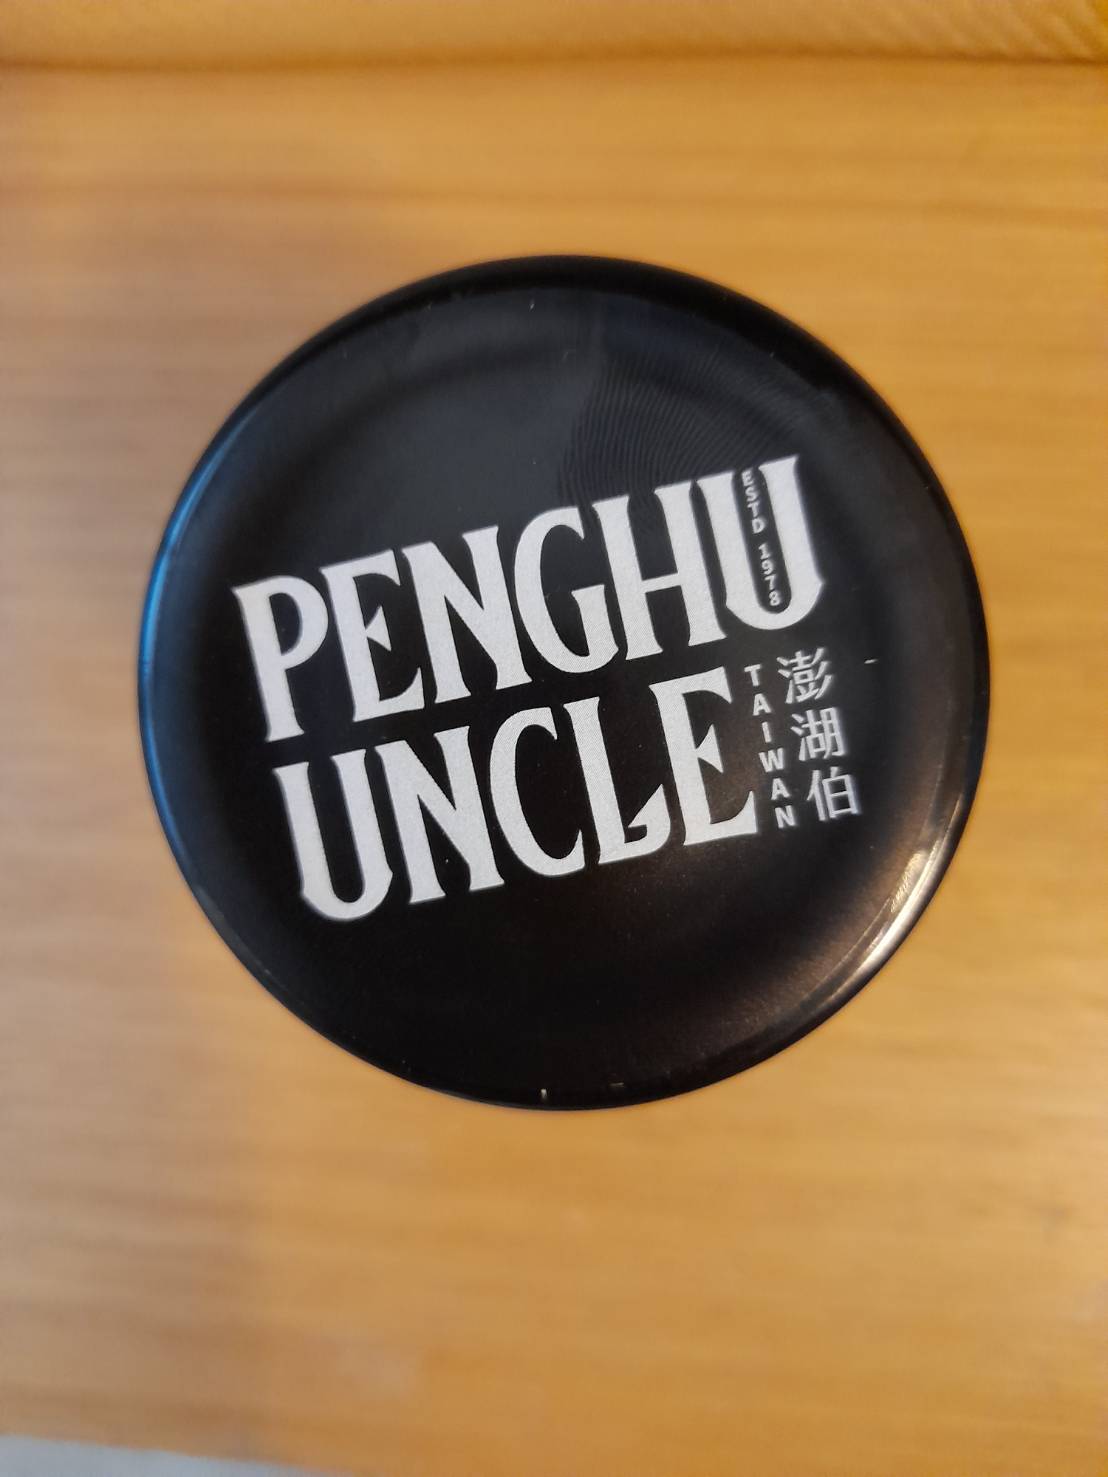 PENGHU
ESTD 1978
UNCLE
TAIWAN
澎湖伯